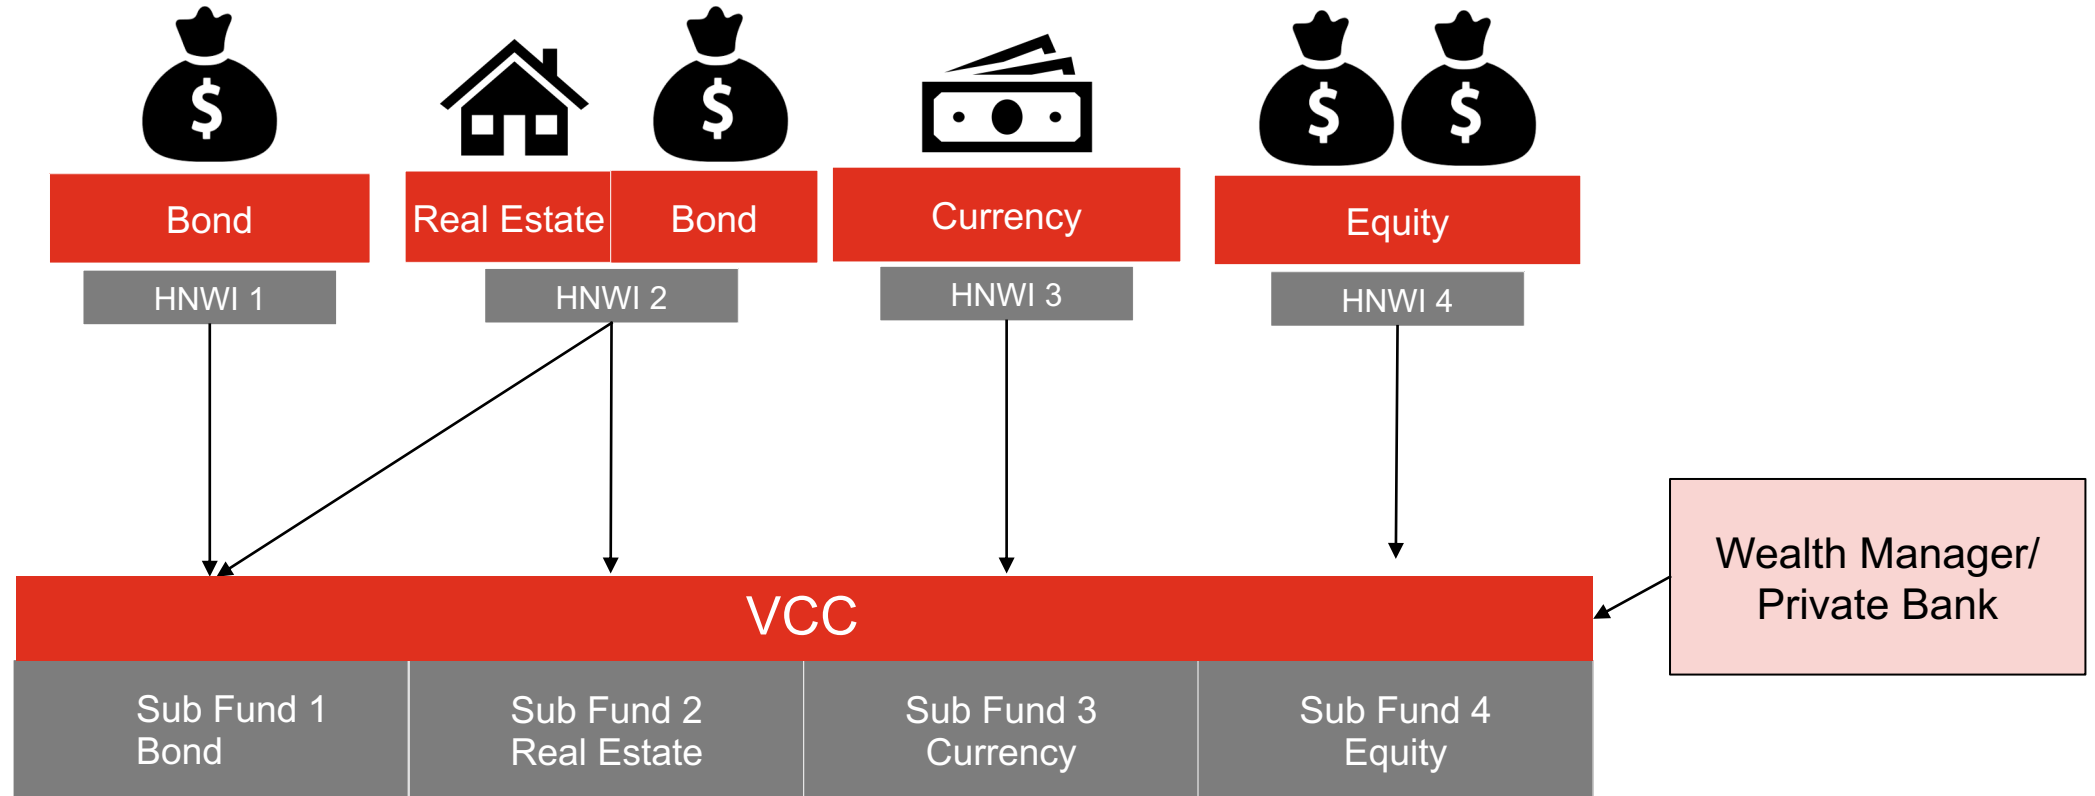 $
$
$
$
Bond
Real Estate
Bond
Currency
Equity
HNWI 1
HNWI 2
HNWI 3
HNWI 4
VCC
Wealth Manager/
Private Bank
Sub Fund 1
Bond
Sub Fund 2
Real Estate
Sub Fund 3
Currency
Sub Fund 4
Equity